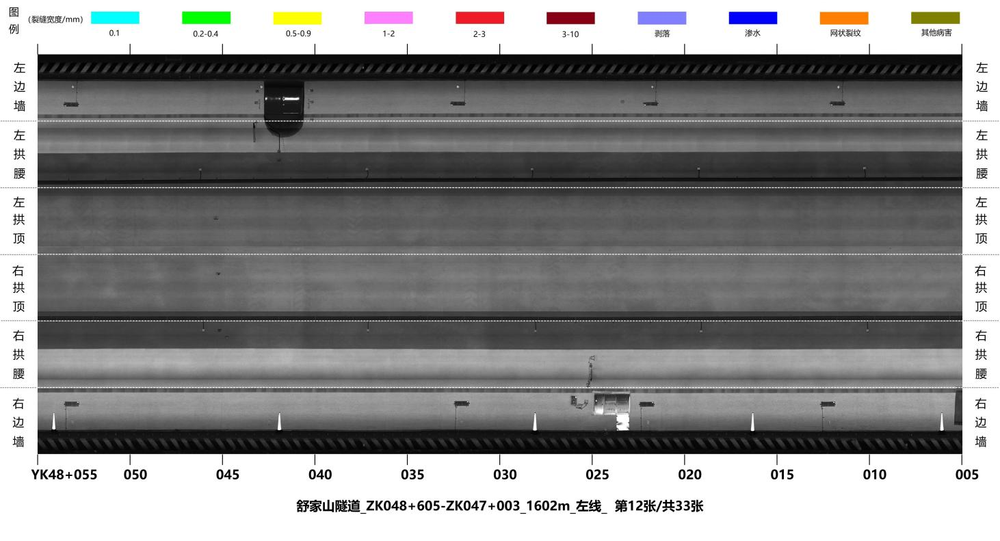 图例
(裂缝宽度/mm)
0.1 0.2-0.4 0.5-0.9 1-2 2-3 3-10 剥落 渗水 网状裂纹 其他病害
左边墙 左边墙
左拱腰 左拱腰
左拱顶 左拱顶
右拱顶 右拱顶
右拱腰 右拱腰
右边墙 右边墙
YK48+055 050 045 040 035 030 025 020 015 010 005
舒家山隧道_ZK048+605-ZK047+003_1602m_左线_ 第12张/共33张